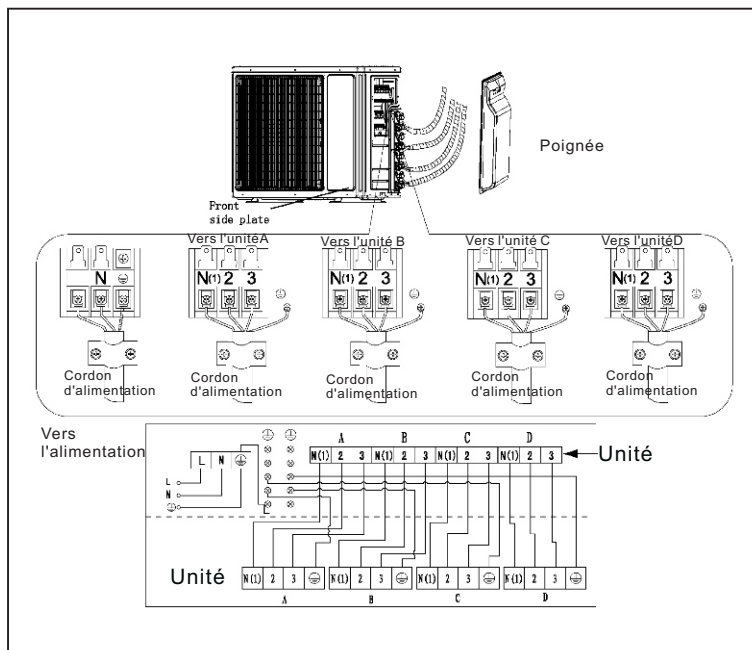 Poignée
Front
side plate
Vers l'unitéA
Vers l'unité B
Vers l'unité C
Vers l'unitéD
N
N(1) 2 3
N(1) 2 3
N(1) 2 3
N(1) 2 3
Cordon
d'alimentation
Cordon
d'alimentation
Cordon
d'alimentation
Cordon
d'alimentation
Cordon
d'alimentation
Vers
l'alimentation
A B C D
N(1) 2 3 N(1) 2 3 N(1) 2 3 N(1) 2 3
Unité
L N
L
N
Unité
N(1) 2 3
N(1) 2 3
N(1) 2 3
N(1) 2 3
A B C D